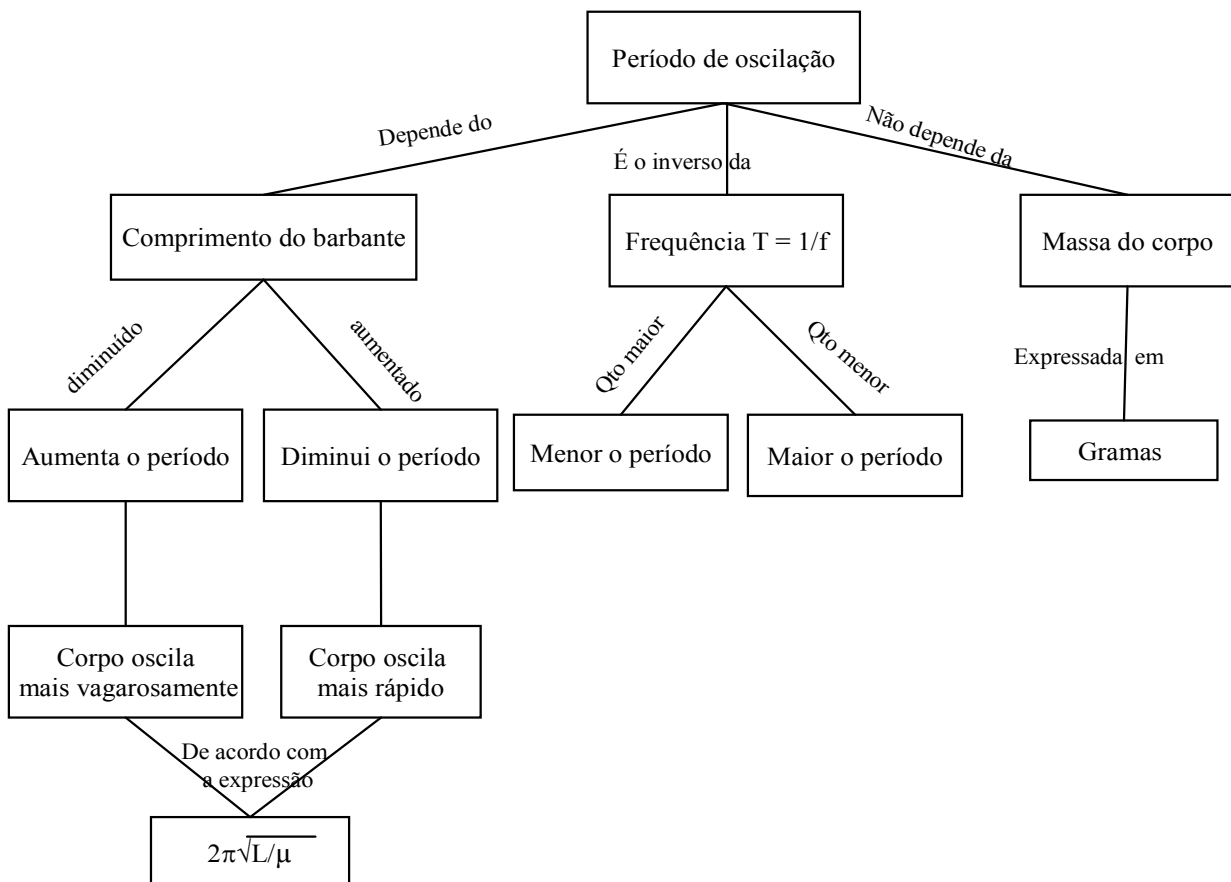 Período de oscilação
Depende do
É o inverso da
Não depende da
Comprimento do barbante
Frequência T = 1/f
Massa do corpo
diminuído
aumentado
Qto maior
Qto menor
Expressada em
Aumenta o período
Diminui o período
Menor o período
Maior o período
Gramas
Corpo oscila
mais vagarosamente
Corpo oscila
mais rápido
De acordo com
a expressão
2π√L/μ